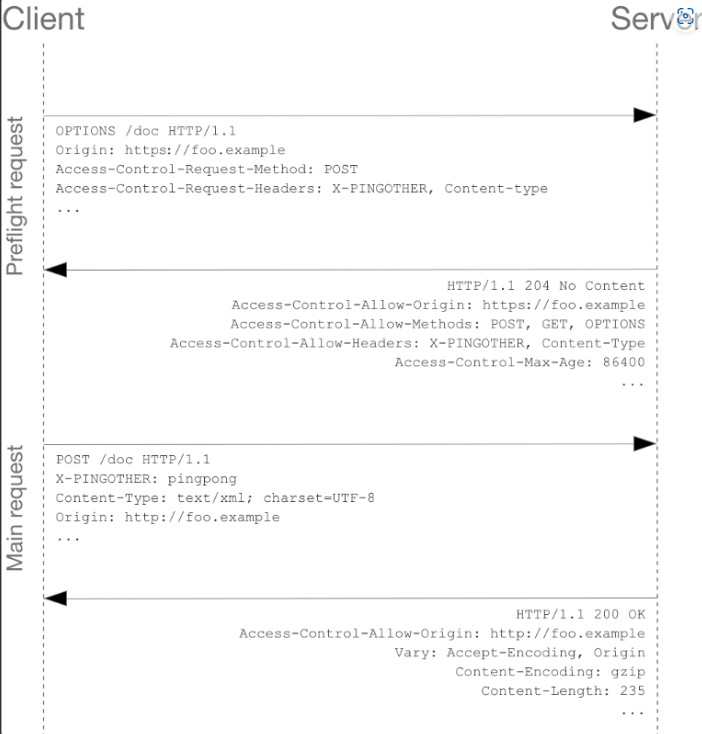 Client
Server
Preflight request
OPTIONS /doc HTTP/1.1
Origin: https://foo.example
Access-Control-Request-Method: POST
Access-Control-Request-Headers: X-PINGOTHER, Content-type
...
HTTP/1.1 204 No Content
Access-Control-Allow-Origin: https://foo.example
Access-Control-Allow-Methods: POST, GET, OPTIONS
Access-Control-Allow-Headers: X-PINGOTHER, Content-Type
Access-Control-Max-Age: 86400
...
Main request
POST /doc HTTP/1.1
X-PINGOTHER: pingpong
Content-Type: text/xml; charset=UTF-8
Origin: http://foo.example
...
HTTP/1.1 200 OK
Access-Control-Allow-Origin: http://foo.example
Vary: Accept-Encoding, Origin
Content-Encoding: gzip
Content-Length: 235
...